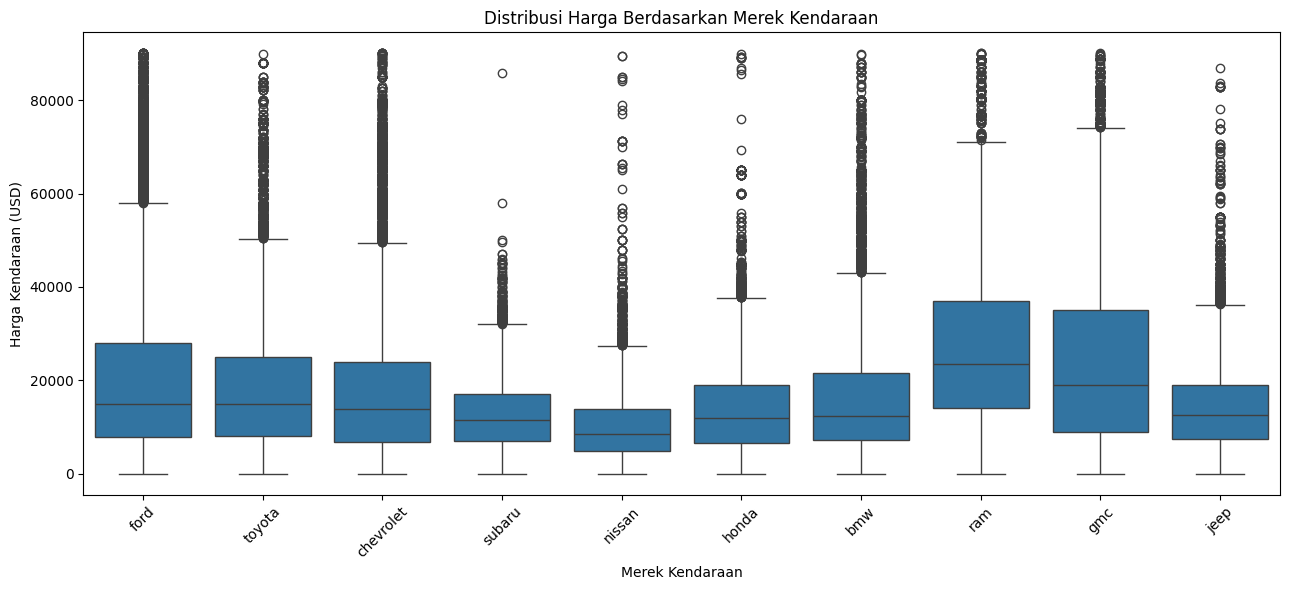 Distribusi Harga Berdasarkan Merek Kendaraan
Harga Kendaraan (USD)
80000
60000
40000
20000
0
ford
toyota
chevrolet
subaru
nissan
honda
bmw
ram
gmc
jeep
Merek Kendaraan